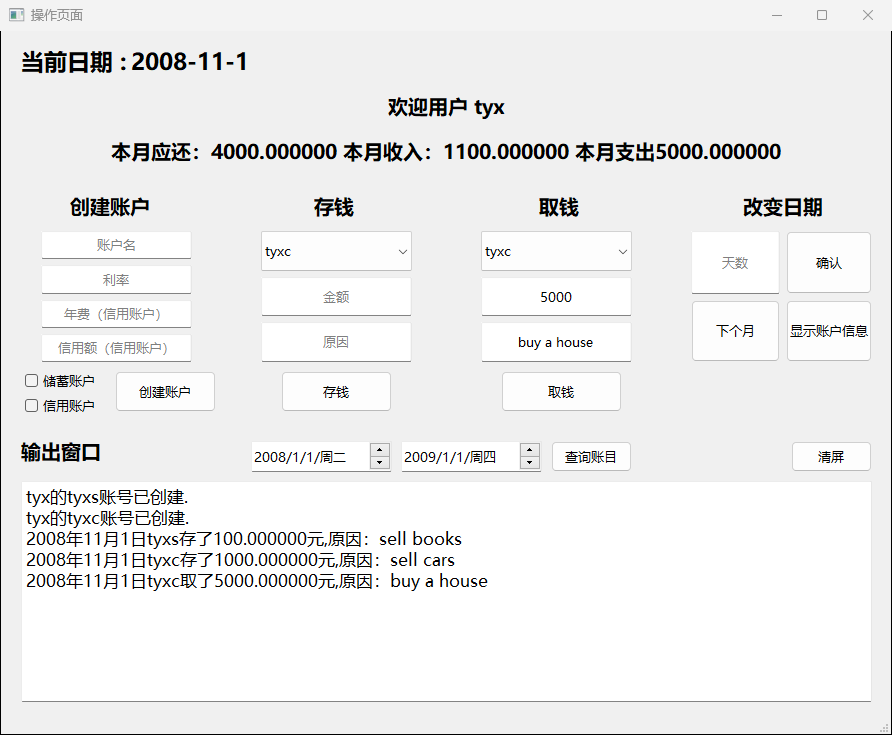 操作页面
当前日期 : 2008-11-1
欢迎用户 tyx
本月应还：4000.000000 本月收入：1100.000000 本月支出5000.000000
创建账户 存钱 取钱 改变日期
账户名
利率
年费（信用账户）
信用额（信用账户）
储蓄账户
信用账户
创建账户
tyxc
金额
原因
存钱
tyxc
5000
buy a house
取钱
天数 确认
下个月 显示账户信息
输出窗口 2008/1/1/周二 2009/1/1/周四 查询账目 清屏
tyx的tyxs账号已创建.
tyx的tyxc账号已创建.
2008年11月1日tyxs存了100.000000元,原因：sell books
2008年11月1日tyxc存了1000.000000元,原因：sell cars
2008年11月1日tyxc取了5000.000000元,原因：buy a house